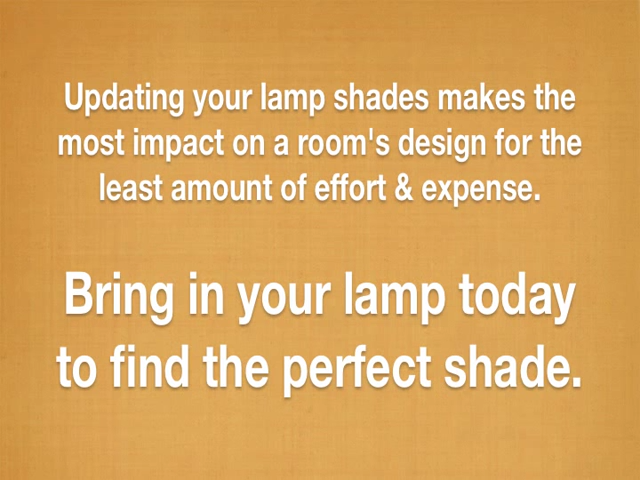 Updating your lamp shades makes the
most impact on a room's design for the
least amount of effort & expense.
Bring in your lamp today
to find the perfect shade.